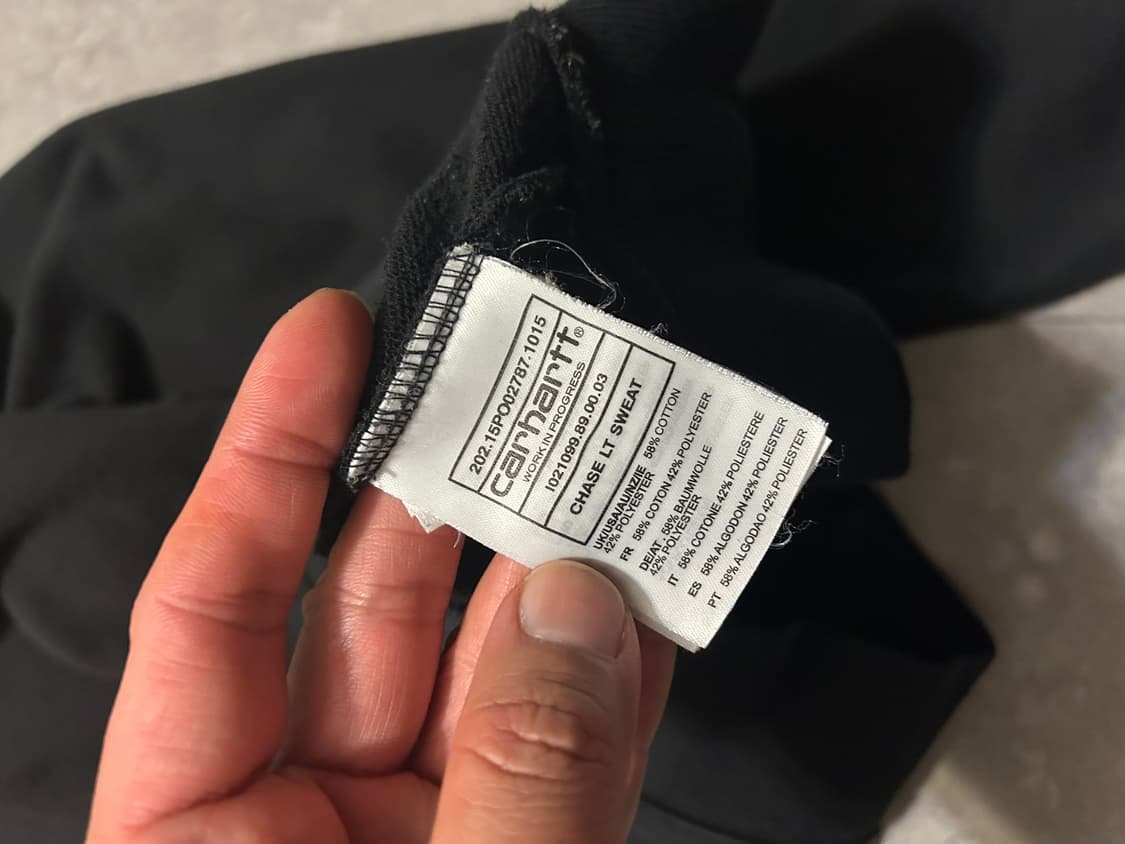 202.15PO02787.1015
carhartt®
WORK IN PROGRESS
I021099.89.00.03
CHASE LT SWEAT
UK/USA/AUNZ/IE 58% COTTON
42% POLYESTER
FR 58% COTON 42% POLYESTER
DE/AT 58% BAUMWOLLE
42% POLYESTER
IT 58% COTONE 42% POLIESTERE
ES 58% ALGODON 42% POLIESTER
PT 58% ALGODAO 42% POLIESTER